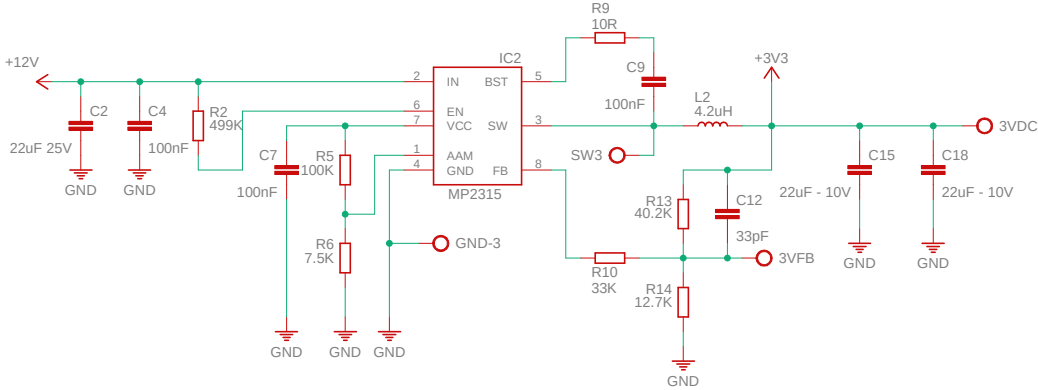 R9
10R
+12V
IC2
+3V3
C9
2
IN
BST
5
L2
4.2uH
C2
C4
R2
499K
6
EN
100nF
7
VCC
SW
3
3VDC
22uF 25V
100nF
C7
R5
100K
1
AAM
SW3
C15
C18
4
GND
FB
8
GND
GND
100nF
MP2315
22uF - 10V
22uF - 10V
R13
40.2K
C12
33pF
R6
7.5K
GND-3
3VFB
GND
GND
R10
33K
R14
12.7K
GND
GND
GND
GND